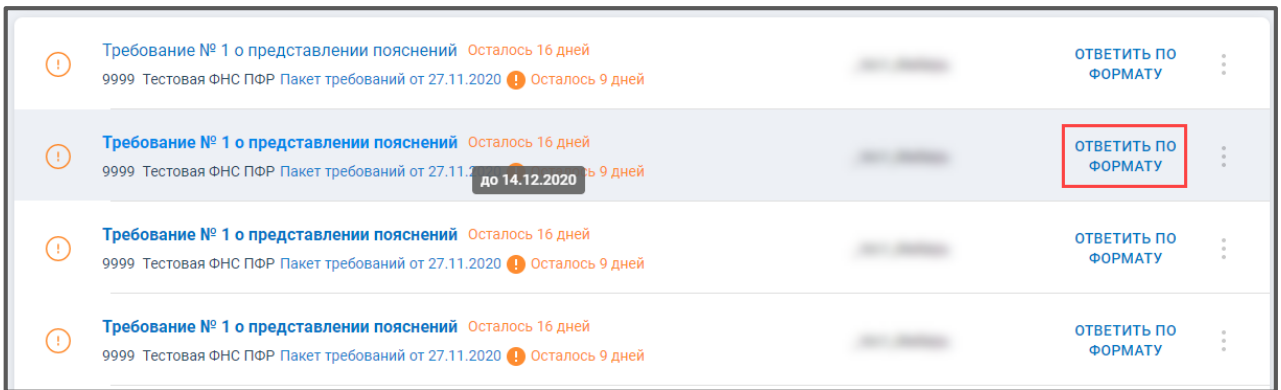 Требование № 1 о представлении пояснений Осталось 16 дней
ОТВЕТИТЬ ПО
ФОРМАТУ
9999 Тестовая ФНС ПФР Пакет требований от 27.11.2020 Осталось 9 дней
Требование № 1 о представлении пояснений Осталось 16 дней
ОТВЕТИТЬ ПО
ФОРМАТУ
9999 Тестовая ФНС ПФР Пакет требований от 9 дней
до 14.12.2020
Требование № 1 о представлении пояснений Осталось 16 дней
ОТВЕТИТЬ ПО
ФОРМАТУ
9999 Тестовая ФНС ПФР Пакет требований от 27.11.2020 Осталось 9 дней
Требование № 1 о представлении пояснений Осталось 16 дней
ОТВЕТИТЬ ПО
ФОРМАТУ
9999 Тестовая ФНС ПФР Пакет требований от 27.11.2020 Осталось 9 дней